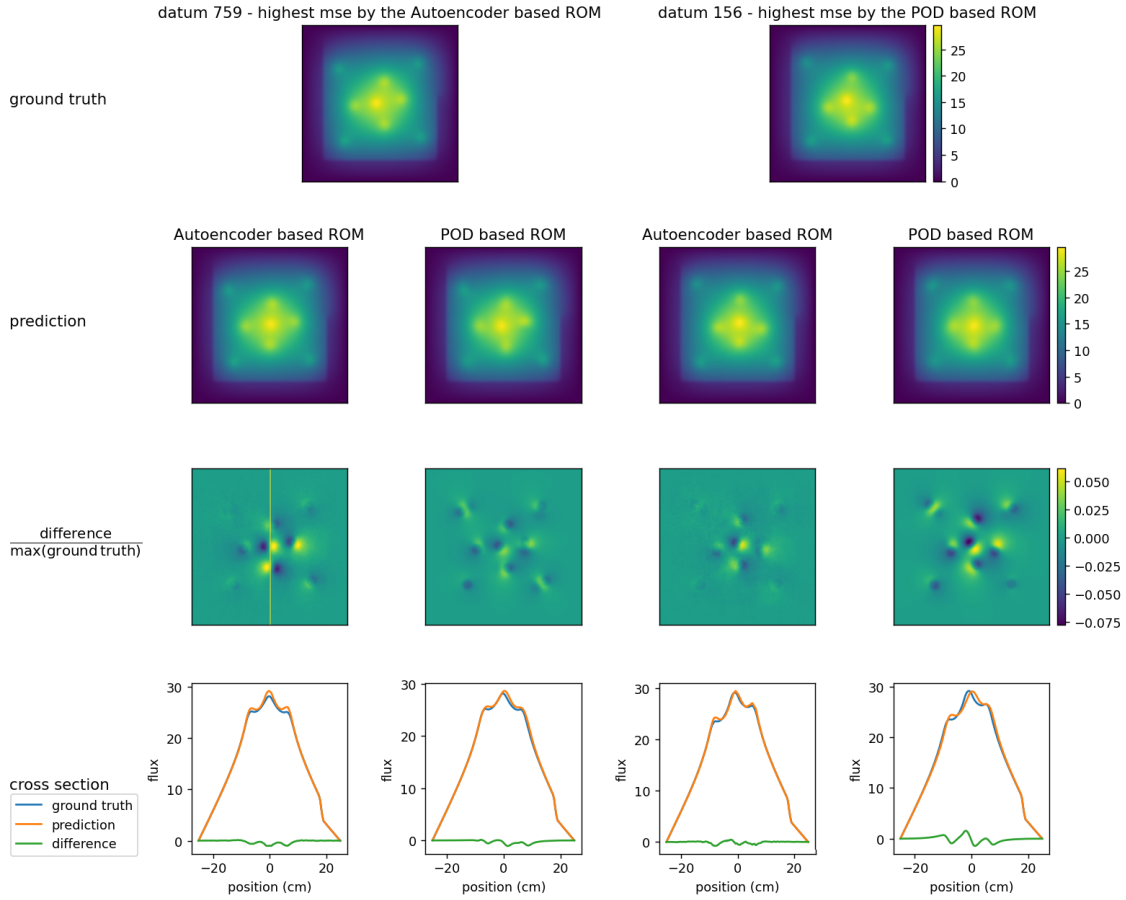 datum 759 - highest mse by the Autoencoder based ROM
datum 156 - highest mse by the POD based ROM
ground truth
25
20
15
10
5
0
Autoencoder based ROM
POD based ROM
Autoencoder based ROM
POD based ROM
prediction
25
20
15
10
5
0
difference
max(ground truth)
0.050
0.025
0.000
−0.025
−0.050
−0.075
cross section
ground truth
prediction
difference
flux
30
20
10
0
−20 0 20
position (cm)
flux
30
20
10
0
−20 0 20
position (cm)
flux
30
20
10
0
−20 0 20
position (cm)
flux
30
20
10
0
−20 0 20
position (cm)